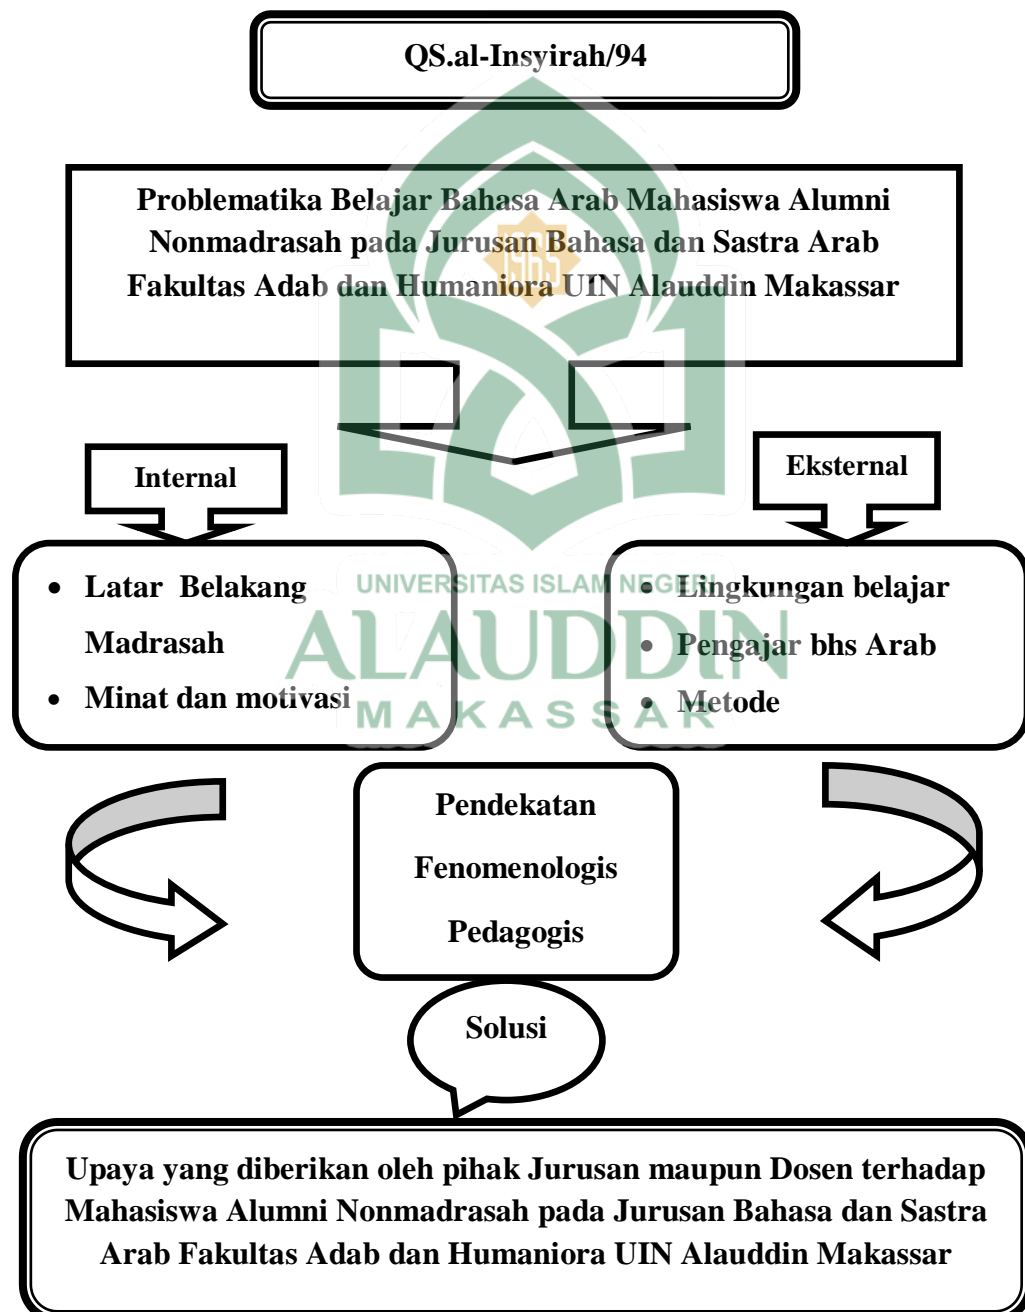 QS.al-Insyirah/94
Problematika Belajar Bahasa Arab Mahasiswa Alumni
Nonmadrasah pada Jurusan Bahasa dan Sastra Arab
Fakultas Adab dan Humaniora UIN Alauddin Makassar
1965
Internal
Eksternal
• Latar Belakang
Madrasah
• Minat dan motivasi
• Lingkungan belajar
• Pengajar bhs Arab
• Metode
UNIVERSITAS ISLAM NEGERI
ALAUDDIN
MAKASSAR
Pendekatan
Fenomenologis
Pedagogis
Solusi
Upaya yang diberikan oleh pihak Jurusan maupun Dosen terhadap
Mahasiswa Alumni Nonmadrasah pada Jurusan Bahasa dan Sastra
Arab Fakultas Adab dan Humaniora UIN Alauddin Makassar